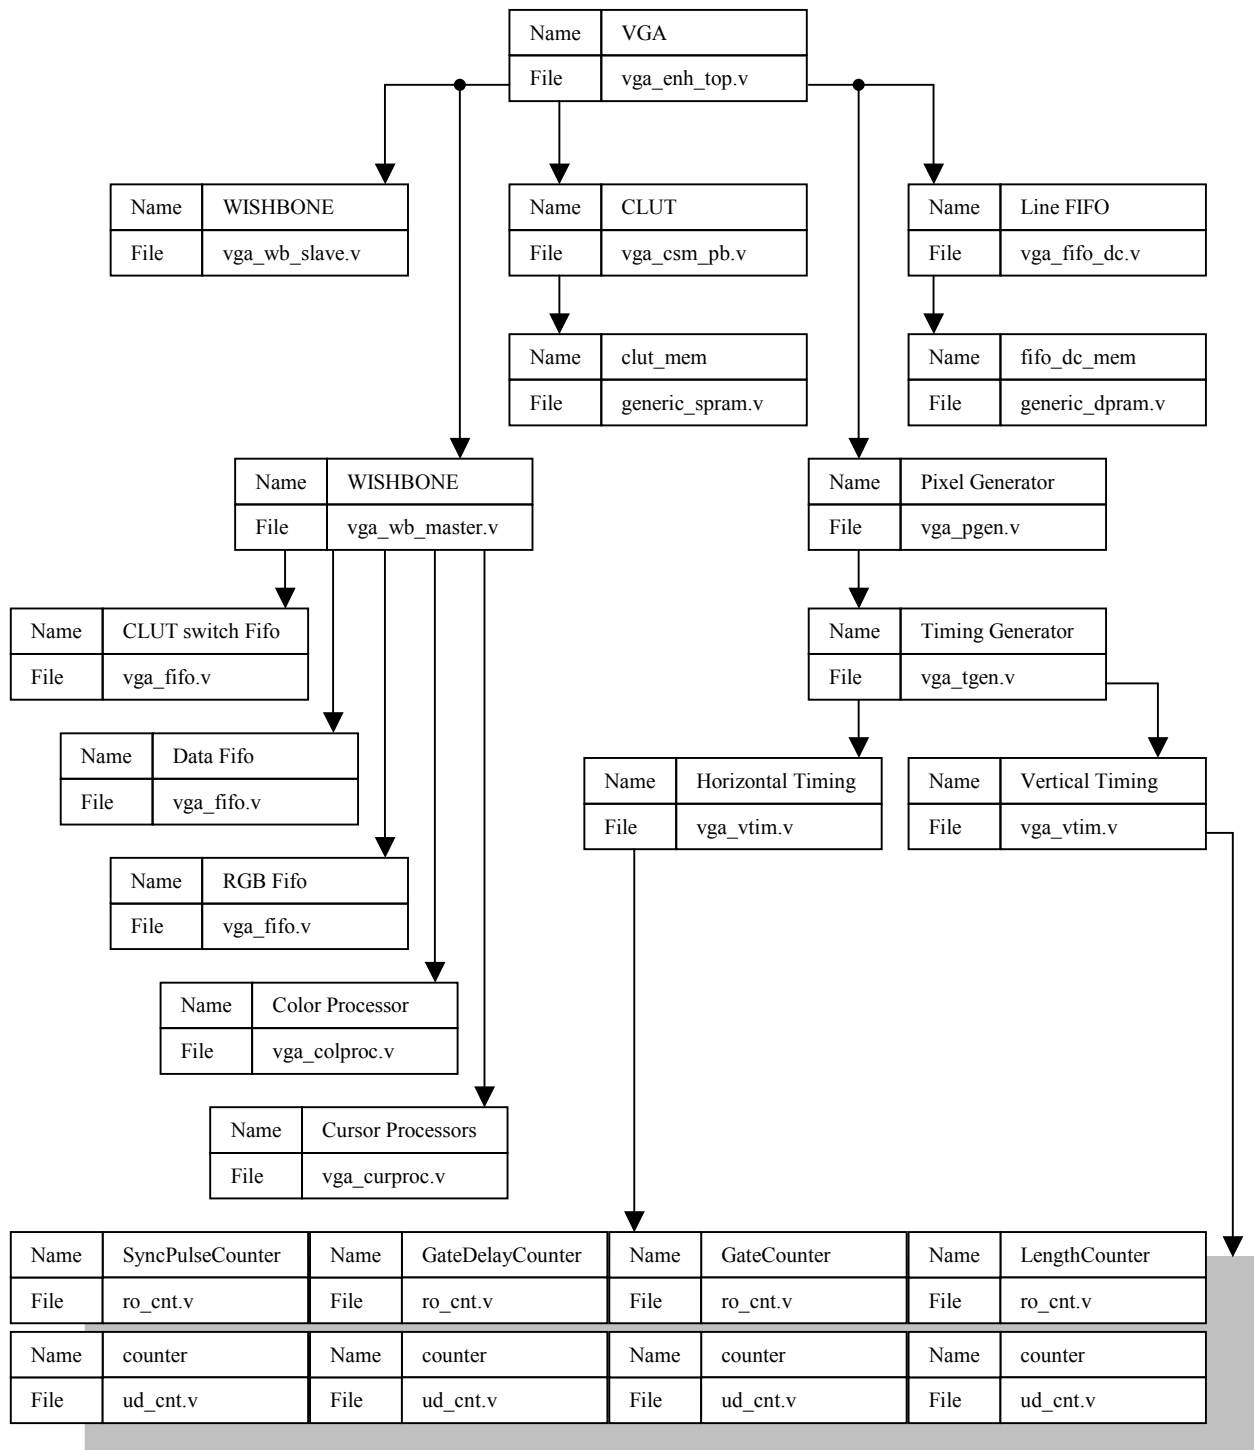 Name VGA
File vga_enh_top.v
Name WISHBONE Name CLUT Name Line FIFO
File vga_wb_slave.v File vga_csm_pb.v File vga_fifo_dc.v
Name clut_mem Name fifo_dc_mem
File generic_spram.v File generic_dpram.v
Name WISHBONE Name Pixel Generator
File vga_wb_master.v File vga_pgen.v
Name CLUT switch Fifo Name Timing Generator
File vga_fifo.v File vga_tgen.v
Name Data Fifo Name Horizontal Timing Name Vertical Timing
File vga_fifo.v File vga_vtim.v File vga_vtim.v
Name RGB Fifo
File vga_fifo.v
Name Color Processor
File vga_colproc.v
Name Cursor Processors
File vga_curproc.v
Name SyncPulseCounter Name GateDelayCounter Name GateCounter Name LengthCounter
File ro_cnt.v File ro_cnt.v File ro_cnt.v File ro_cnt.v
Name counter Name counter Name counter Name counter
File ud_cnt.v File ud_cnt.v File ud_cnt.v File ud_cnt.v